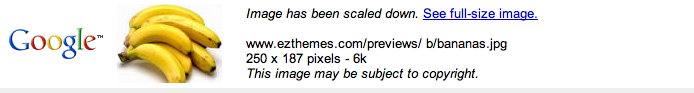 Google™
Image has been scaled down. See full-size image.
www.ezthemes.com/previews/ b/bananas.jpg
250 x 187 pixels - 6k
This image may be subject to copyright.